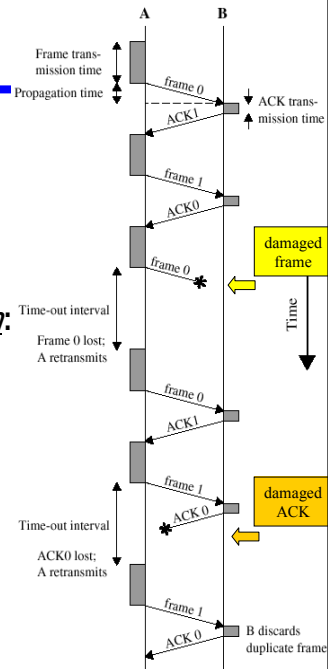 A
B
Frame trans-
mission time
Propagation time
frame 0
ACK1
ACK trans-
mission time
frame 1
ACK0
damaged
frame
frame 0
Time
Time-out interval
Frame 0 lost;
A retransmits
frame 0
ACK1
frame 1
damaged
ACK
ACK 0
Time-out interval
ACK0 lost;
A retransmits
frame 1
ACK 0
B discards
duplicate frame